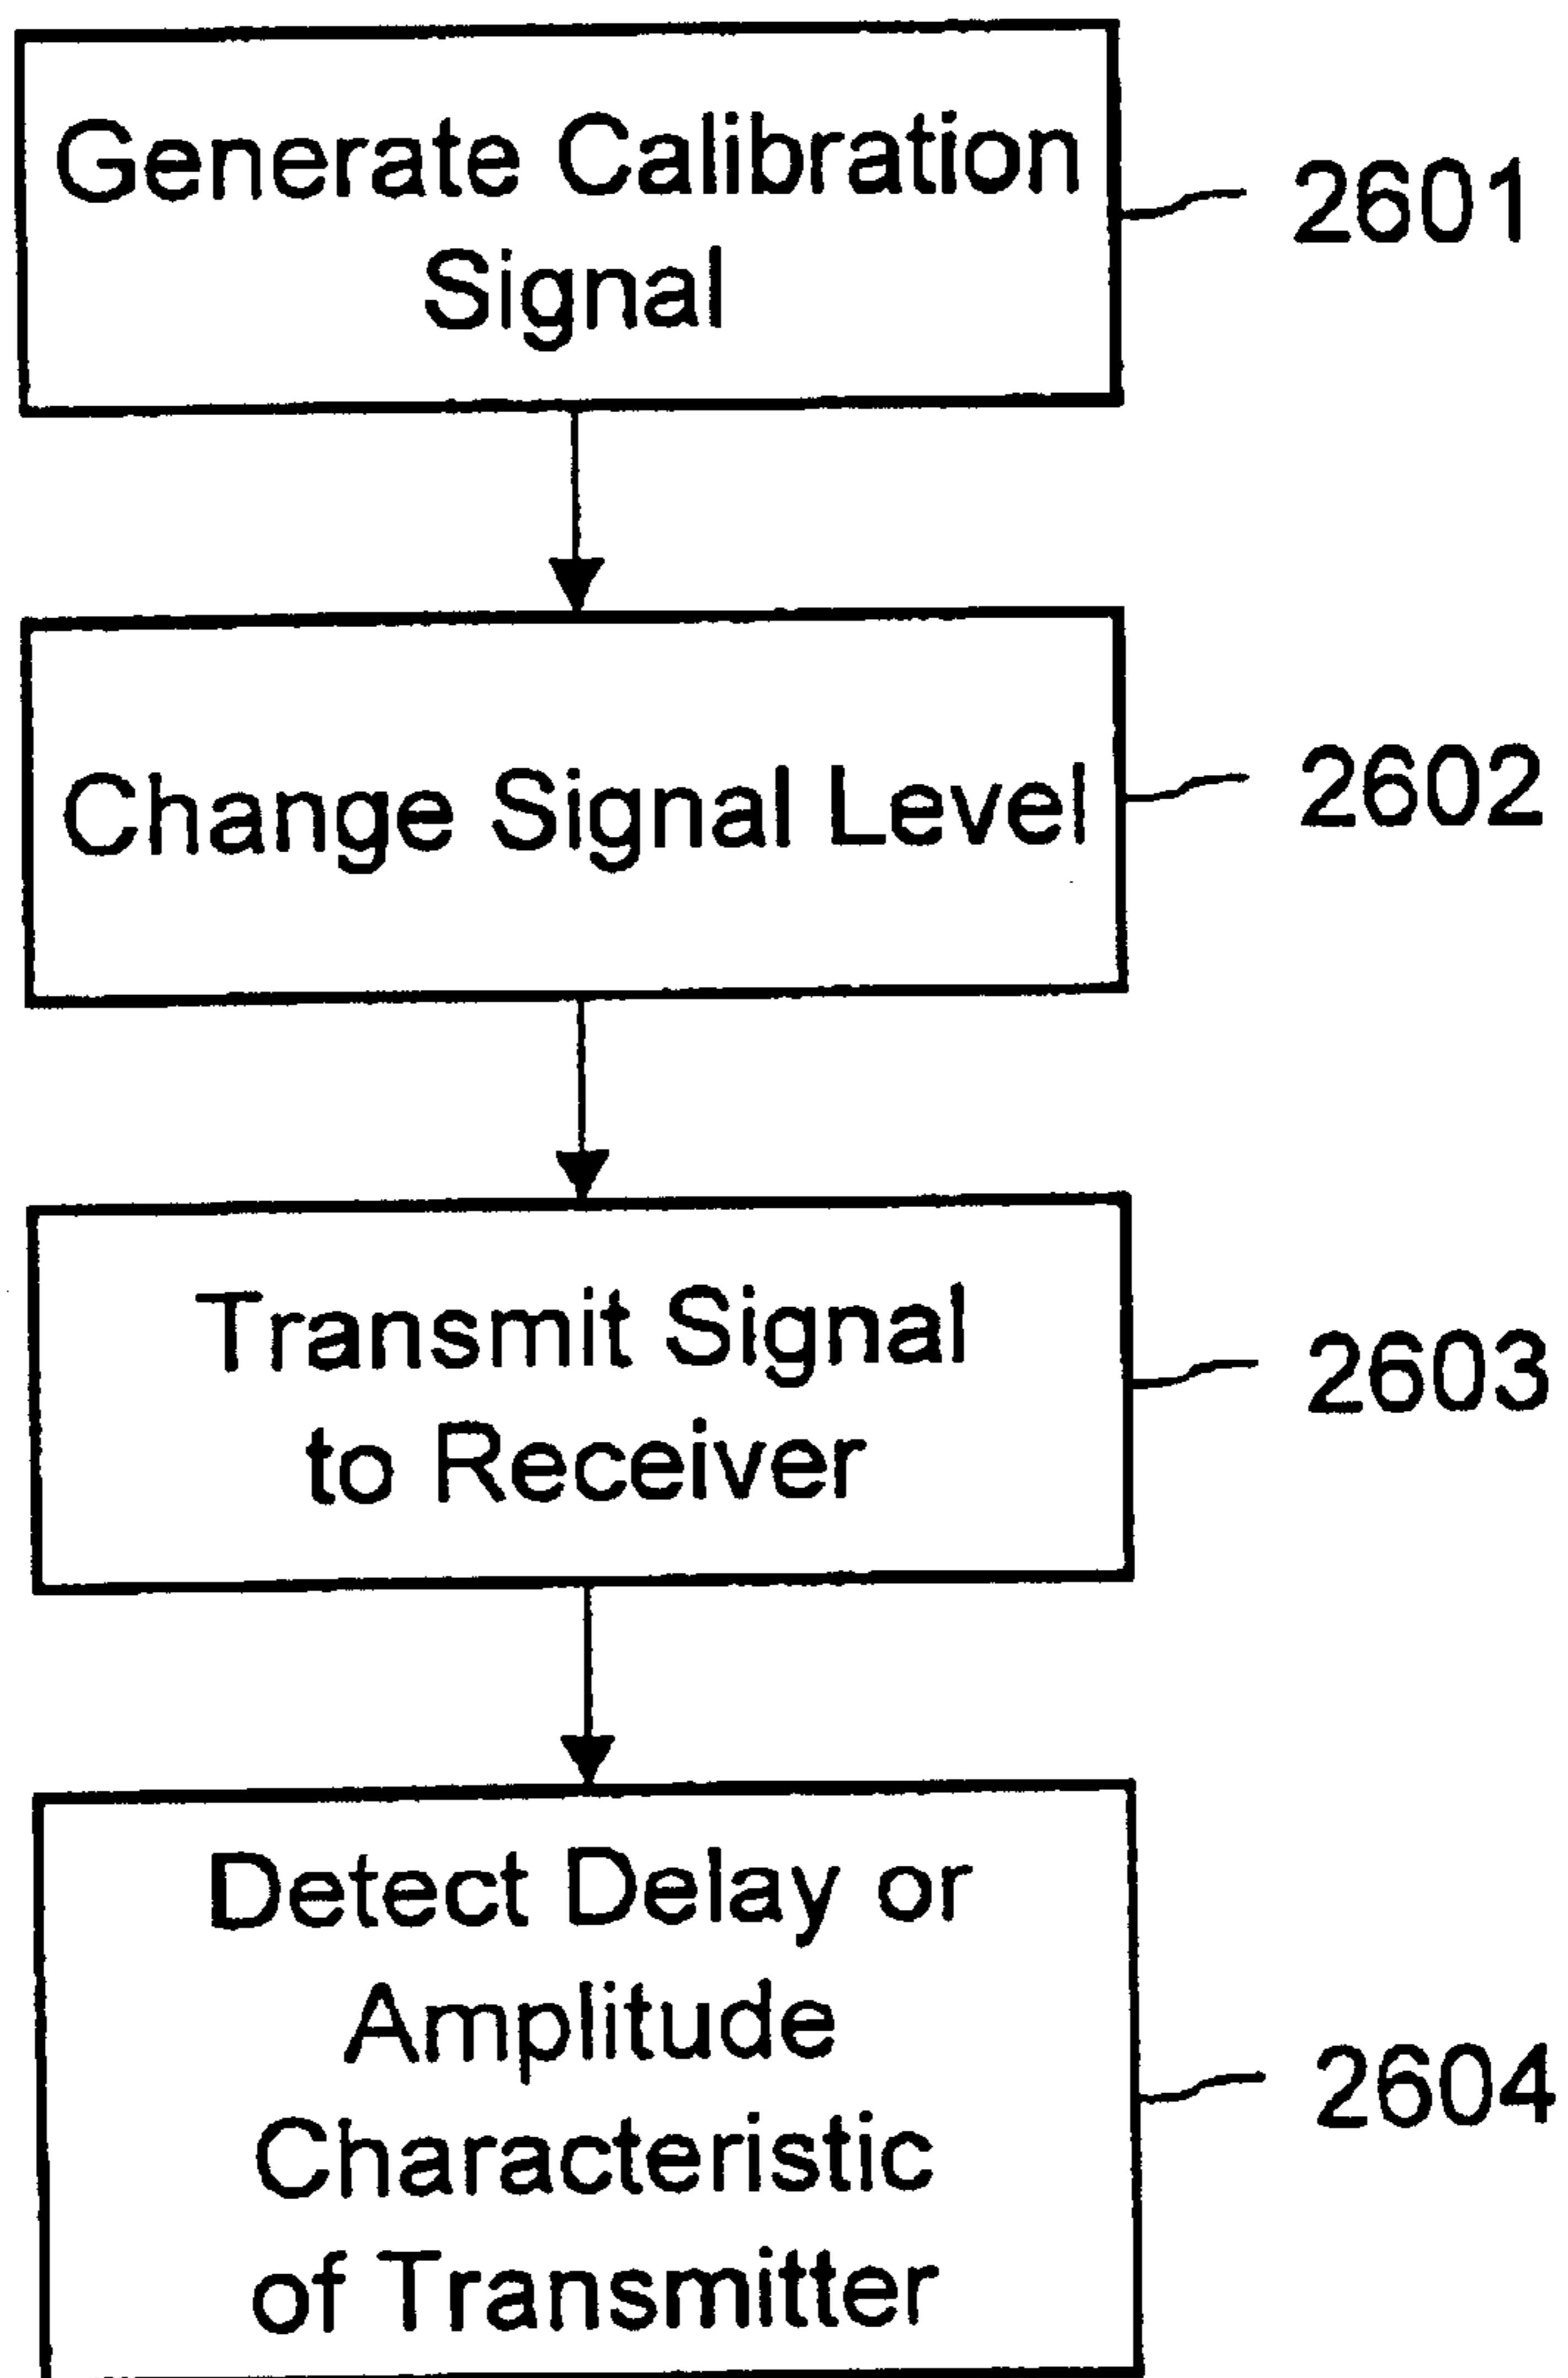 Generate Calibration
Signal
2601
Change Signal Level
2602
Transmit Signal
to Receiver
2603
Detect Delay or
Amplitude
Characteristic
of Transmitter
2604